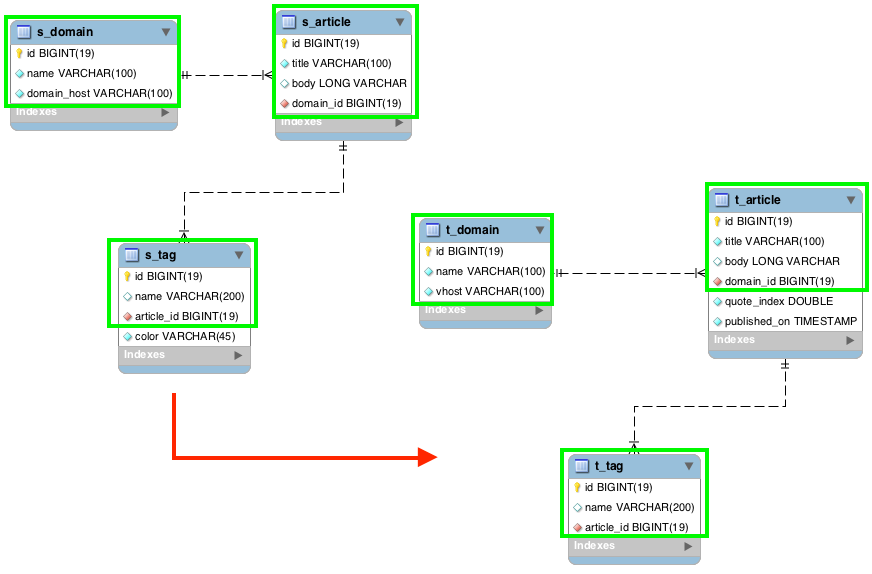 s_domain
id BIGINT(19)
name VARCHAR(100)
domain_host VARCHAR(100)
Indexes
s_article
id BIGINT(19)
title VARCHAR(100)
body LONG VARCHAR
domain_id BIGINT(19)
Indexes
s_tag
id BIGINT(19)
name VARCHAR(200)
article_id BIGINT(19)
color VARCHAR(45)
Indexes
t_domain
id BIGINT(19)
name VARCHAR(100)
vhost VARCHAR(100)
Indexes
t_article
id BIGINT(19)
title VARCHAR(100)
body LONG VARCHAR
domain_id BIGINT(19)
quote_index DOUBLE
published_on TIMESTAMP
Indexes
t_tag
id BIGINT(19)
name VARCHAR(200)
article_id BIGINT(19)
Indexes